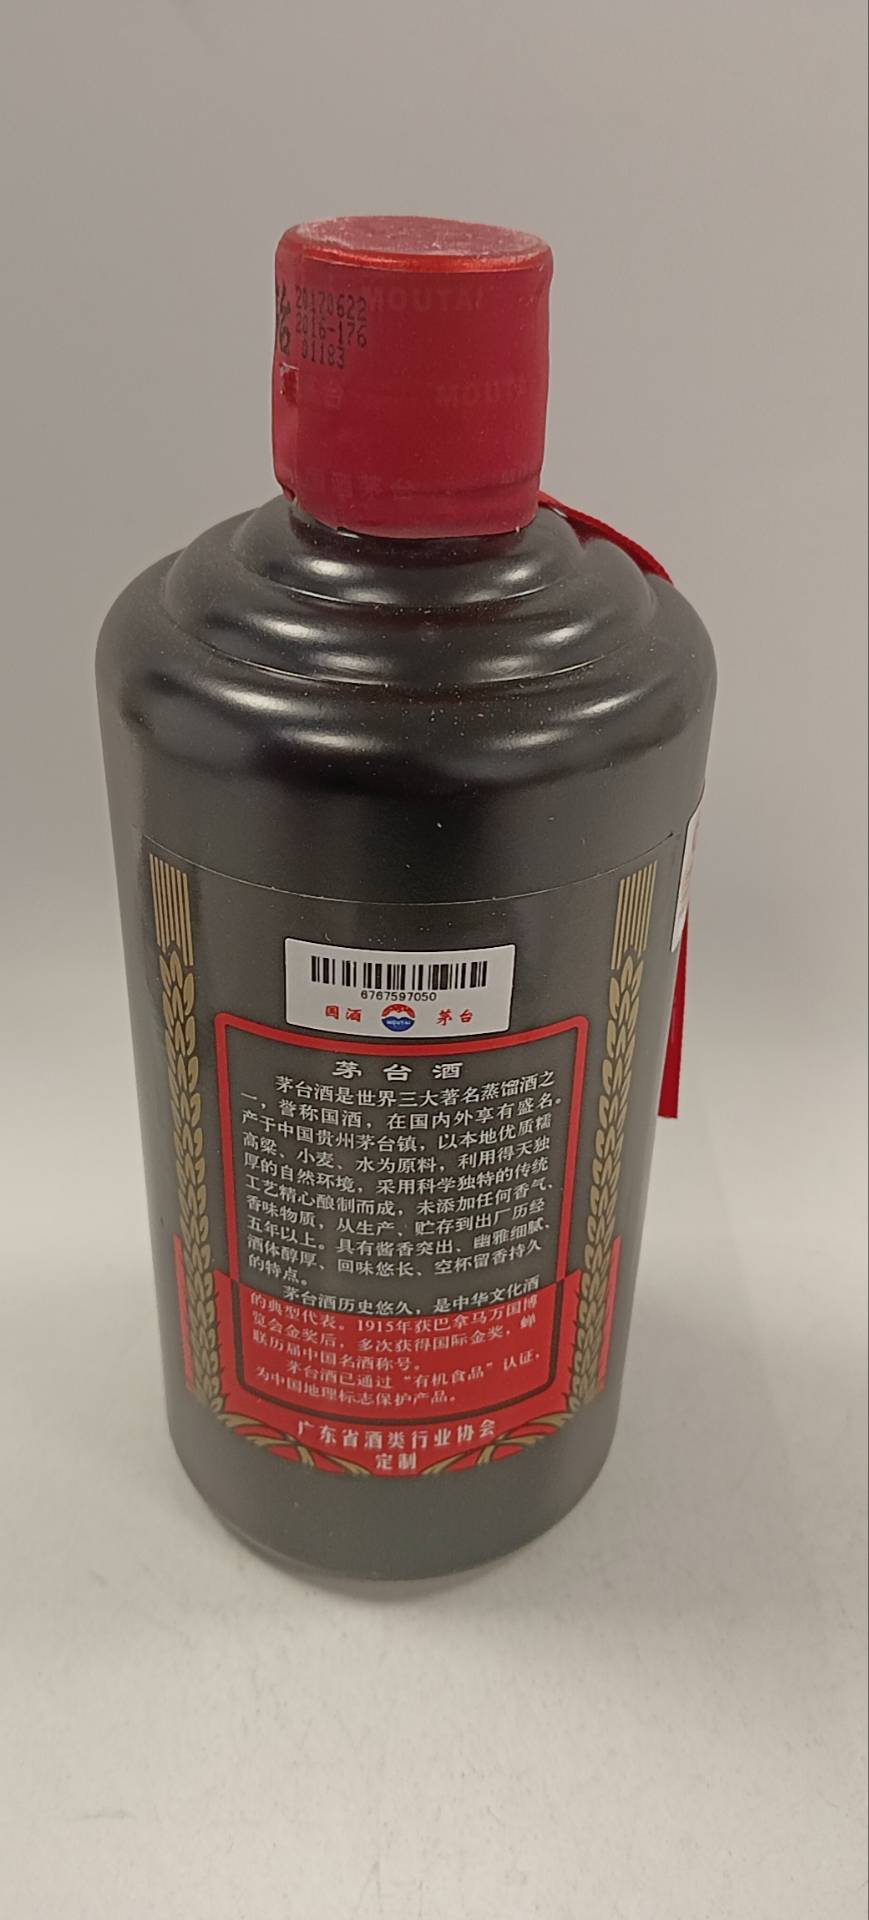 20170622
2016-176
01183
MOUTAI
6767597050
国酒
MOUTAI
茅台
茅台酒
茅台酒是世界三大著名蒸馏酒之
一，誉称国酒，在国内外享有盛名。
产于中国贵州茅台镇，以本地优质糯
高粱、小麦、水为原料，利用得天独
厚的自然环境，采用科学独特的传统
工艺精心酿制而成，未添加任何香气、
香味物质，从生产、贮存到出厂历经
五年以上。具有酱香突出、幽雅细腻、
酒体醇厚、回味悠长、空杯留香持久
的特点。
茅台酒历史悠久，是中华文化酒
的典型代表。1915年获巴拿马万国博
览会金奖后，多次获得国际金奖，蝉
联历届中国名酒称号。
茅台酒已通过“有机食品”认证，
为中国地理标志保护产品。
广东省酒类行业协会
定制